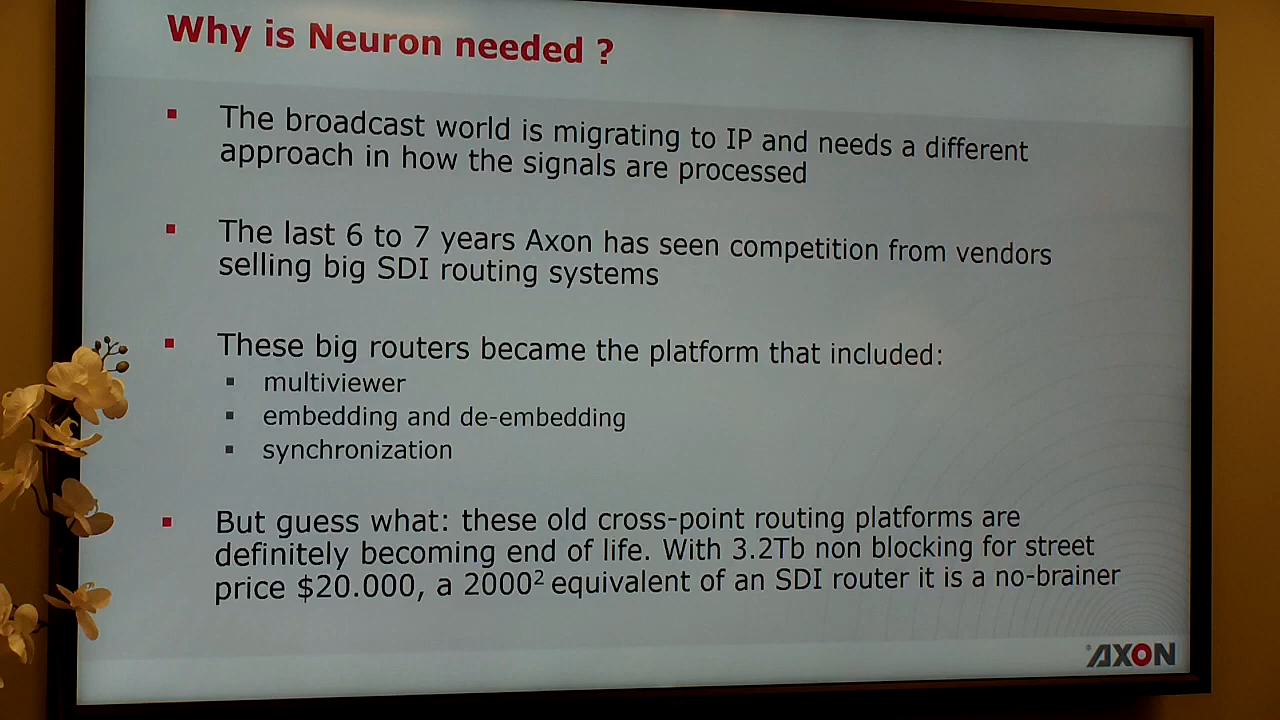 Why is Neuron needed ?
The broadcast world is migrating to IP and needs a different
approach in how the signals are processed
The last 6 to 7 years Axon has seen competition from vendors
selling big SDI routing systems
These big routers became the platform that included:
multiviewer
embedding and de-embedding
synchronization
But guess what: these old cross-point routing platforms are
definitely becoming end of life. With 3.2Tb non blocking for street
price $20.000, a 2000² equivalent of an SDI router it is a no-brainer
AXON